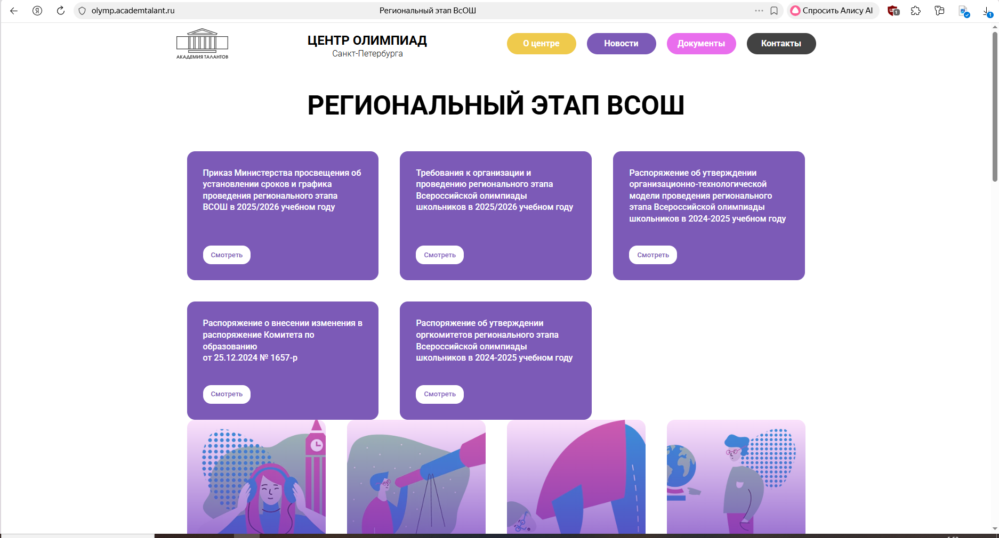 olymp.academtalant.ru
Региональный этап ВсОШ
Спросить Алису AI
1
1
АКАДЕМИЯ ТАЛАНТОВ
ЦЕНТР ОЛИМПИАД
Санкт-Петербурга
О центре
Новости
Документы
Контакты
РЕГИОНАЛЬНЫЙ ЭТАП ВСОШ
Приказ Министерства просвещения об
установлении сроков и графика
проведения регионального этапа
ВСОШ в 2025/2026 учебном году
Смотреть
Требования к организации и
проведению регионального этапа
Всероссийской олимпиады
школьников в 2025/2026 учебном году
Смотреть
Распоряжение об утверждении
организационно-технологической
модели проведения регионального
этапа Всероссийской олимпиады
школьников в 2024-2025 учебном году
Смотреть
Распоряжение о внесении изменения в
распоряжение Комитета по
образованию
от 25.12.2024 № 1657-р
Смотреть
Распоряжение об утверждении
оргкомитетов регионального этапа
Всероссийской олимпиады
школьников в 2024-2025 учебном году
Смотреть